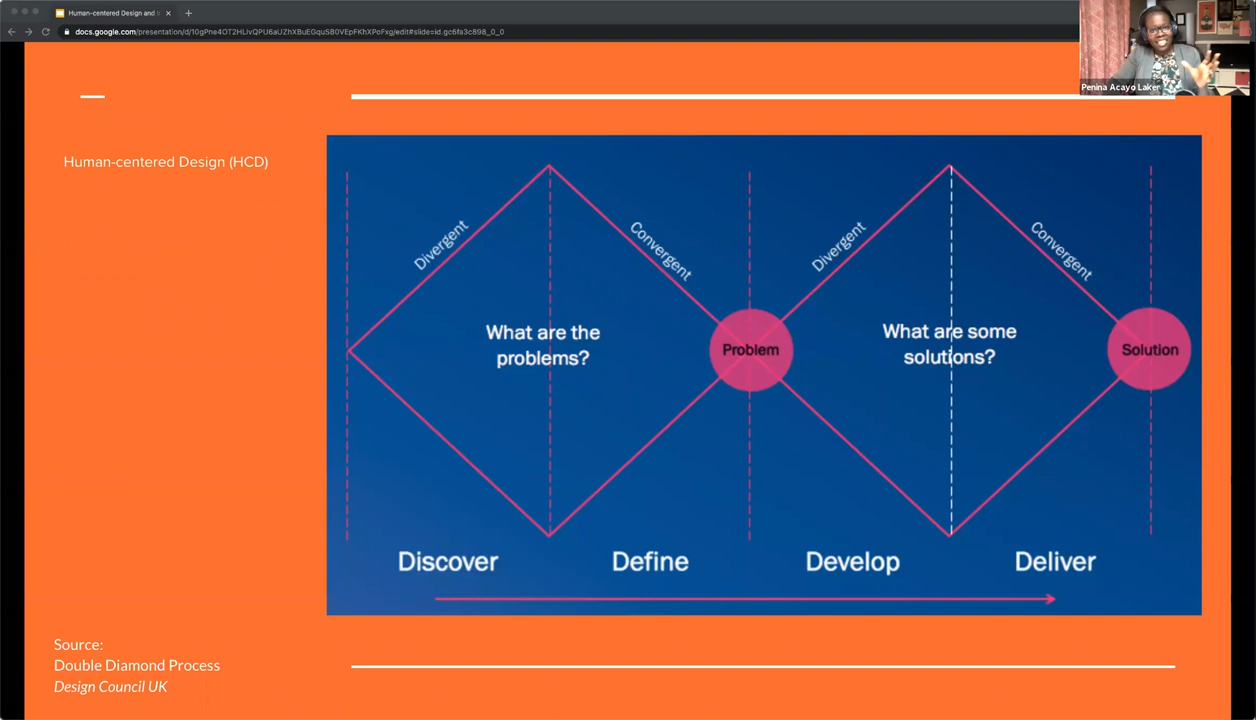 Human-centered Design and
docs.google.com/presentation/d/10gPne4OT2HLivQPU6aUZhXBuEGquSB0VEpFKhXPoFxg/edit#slide=id.gc6fa3c898_0_0
Penina Acayo Laker
Human-centered Design (HCD)
Divergent
Convergent
Divergent
Convergent
What are the
problems?
Problem
What are some
solutions?
Solution
Discover
Define
Develop
Deliver
Source:
Double Diamond Process
Design Council UK